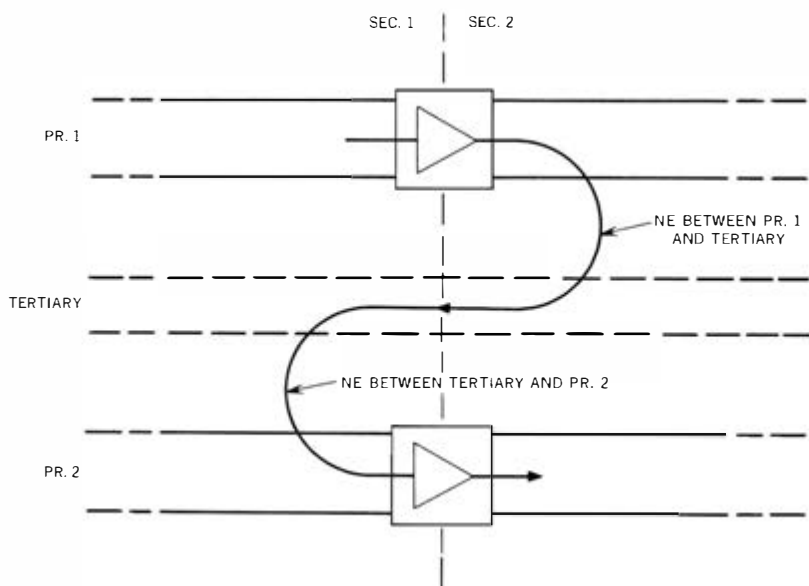 SEC. 1
SEC. 2
PR. 1
NE BETWEEN PR. 1
AND TERTIARY
TERTIARY
NE BETWEEN TERTIARY AND PR. 2
PR. 2